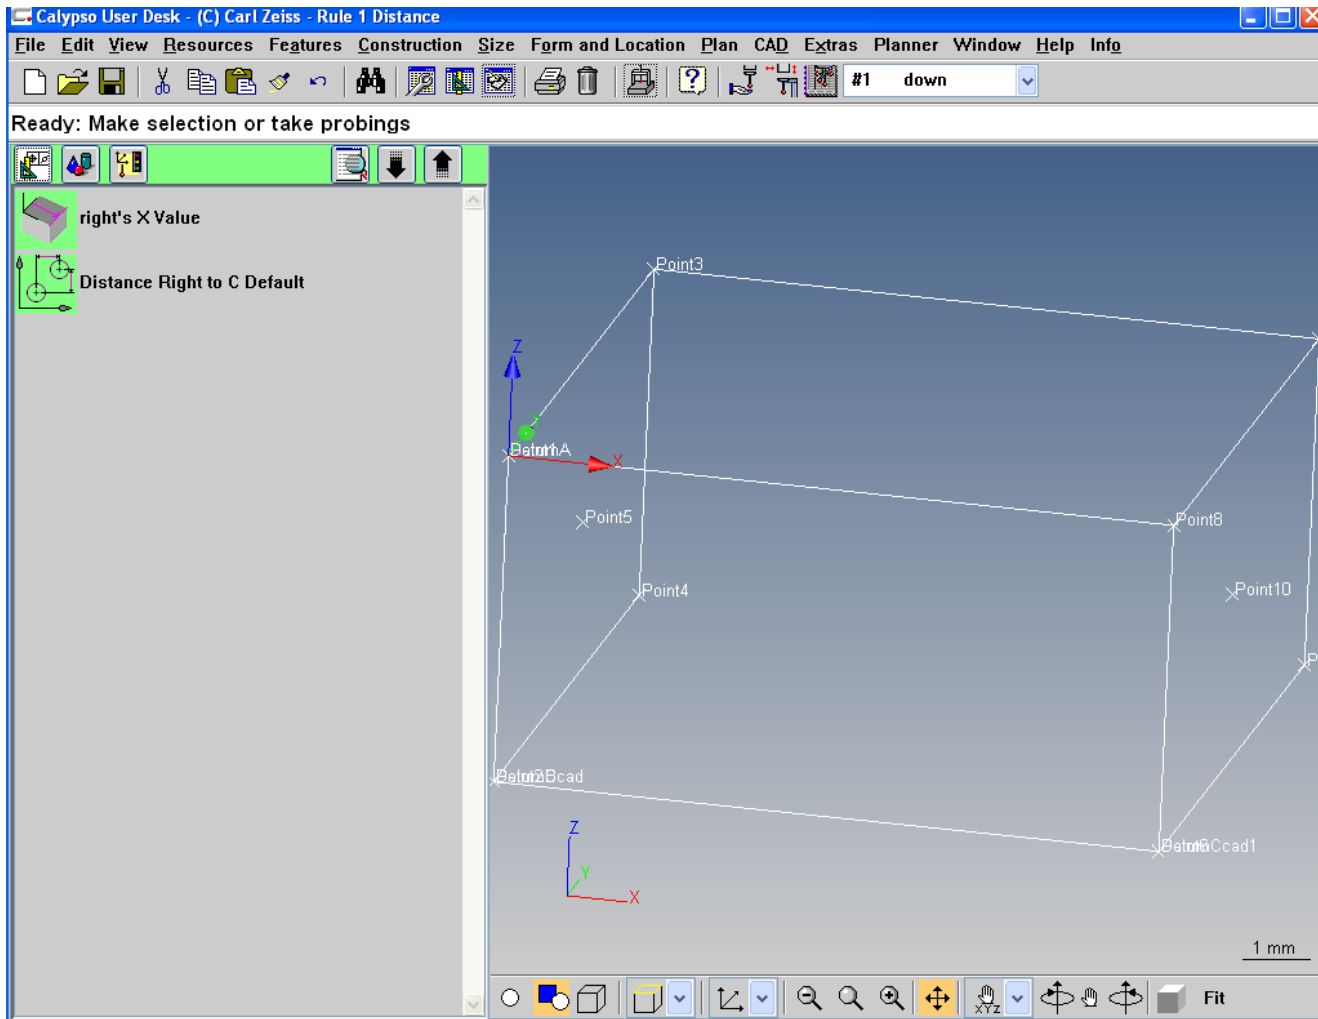 Calypso User Desk - (C) Carl Zeiss - Rule 1 Distance
File Edit View Resources Features Construction Size Form and Location Plan CAD Extras Planner Window Help Info
#1 down
Ready: Make selection or take probings
right's X Value
Distance Right to C Default
Point3
Z
Y
X
Point5
Point8
Point4
Point10
P
Z
Y
X
1 mm
XYZ
Fit